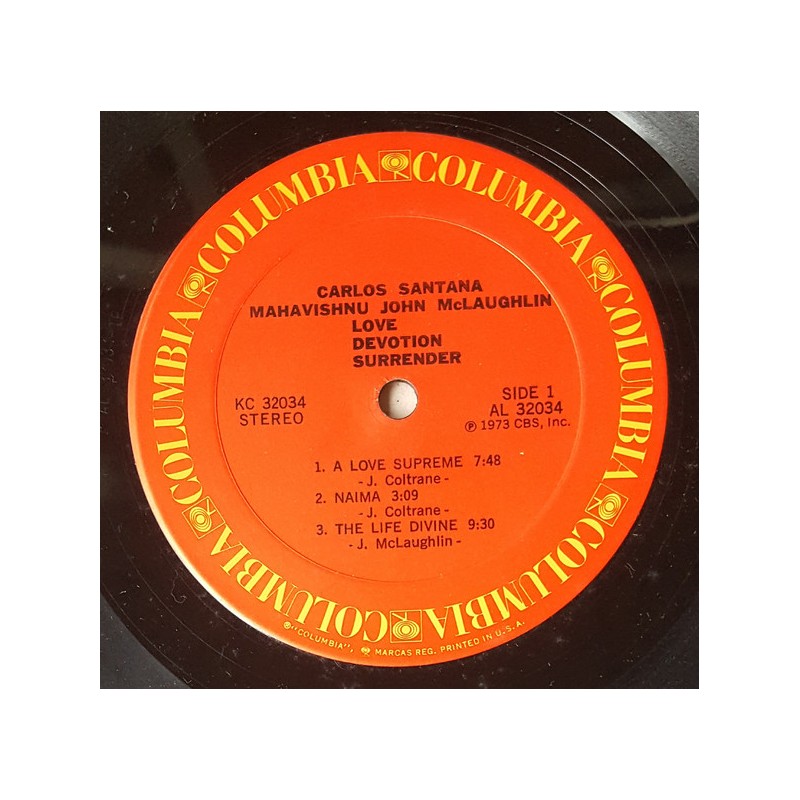 COLUMBIA COLUMBIA COLUMBIA COLUMBIA COLUMBIA COLUMBIA
CARLOS SANTANA
MAHAVISHNU JOHN McLAUGHLIN
LOVE
DEVOTION
SURRENDER
KC 32034
STEREO
SIDE 1
AL 32034
℗ 1973 CBS, Inc.
1. A LOVE SUPREME 7:48
- J. Coltrane -
2. NAIMA 3:09
- J. Coltrane -
3. THE LIFE DIVINE 9:30
- J. McLaughlin -
®"COLUMBIA", MARCAS REG. PRINTED IN U.S.A.